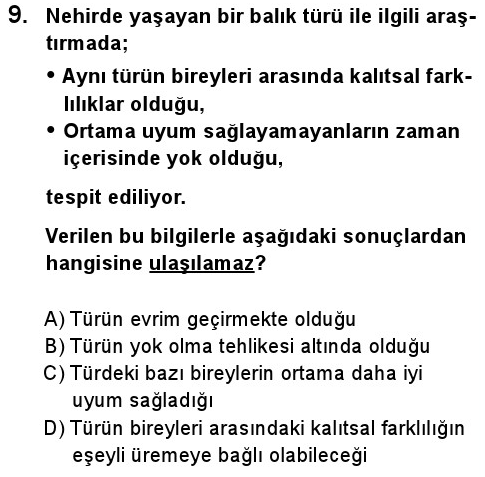 9. Nehirde yaşayan bir balık türü ile ilgili araş-
tırmada;
• Aynı türün bireyleri arasında kalıtsal fark-
lılıklar olduğu,
• Ortama uyum sağlayamayanların zaman
içerisinde yok olduğu,
tespit ediliyor.
Verilen bu bilgilerle aşağıdaki sonuçlardan
hangisine ulaşılamaz?
A) Türün evrim geçirmekte olduğu
B) Türün yok olma tehlikesi altında olduğu
C) Türdeki bazı bireylerin ortama daha iyi
uyum sağladığı
D) Türün bireyleri arasındaki kalıtsal farklılığın
eşeyli üremeye bağlı olabileceği